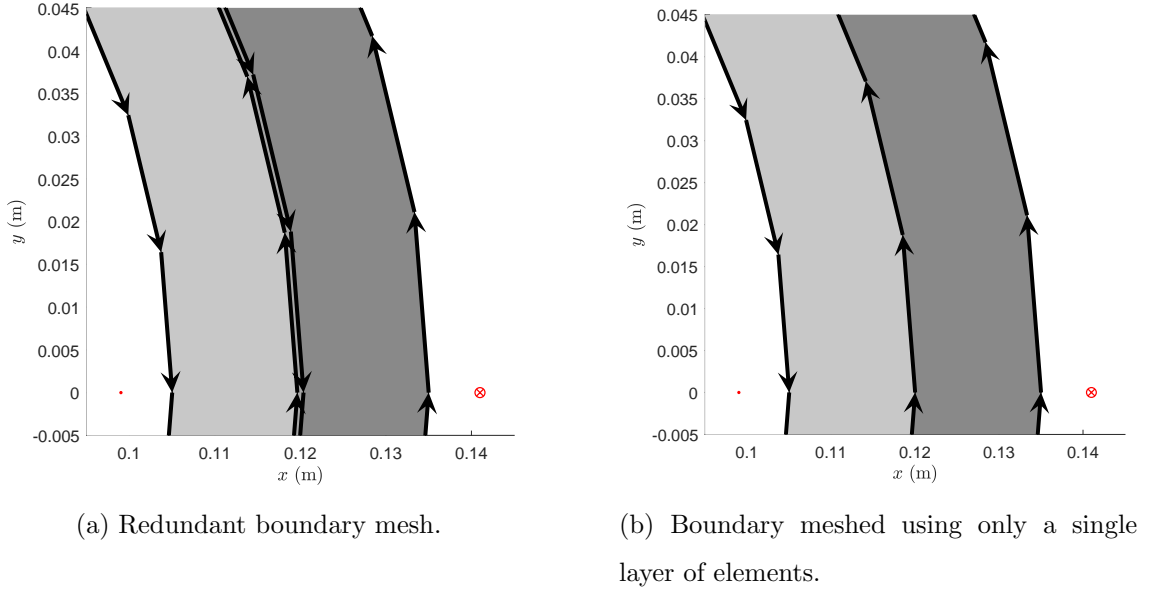 0.045
0.04
0.035
0.03
0.025
0.02
0.015
0.01
0.005
0
-0.005
y (m)
0.1 0.11 0.12 0.13 0.14
x (m)
(a) Redundant boundary mesh.
0.045
0.04
0.035
0.03
0.025
0.02
0.015
0.01
0.005
0
-0.005
y (m)
0.1 0.11 0.12 0.13 0.14
x (m)
(b) Boundary meshed using only a single
layer of elements.